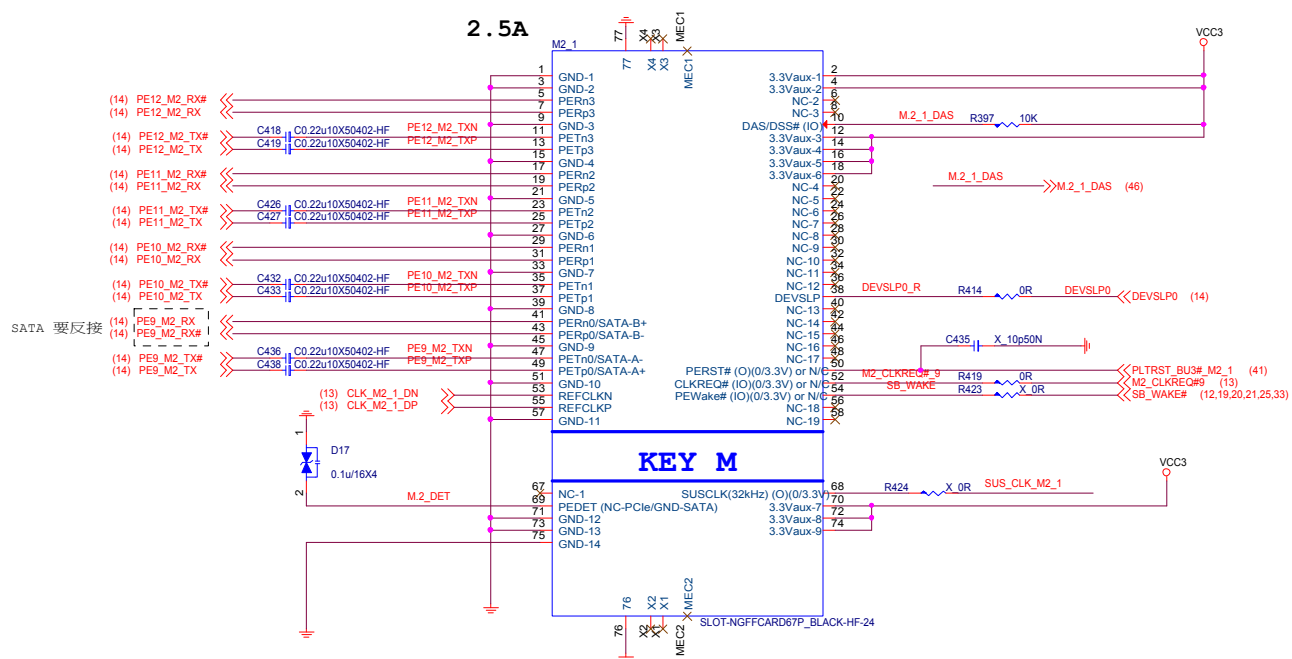 2.5A
77
X4
X3
MEC1
VCC3
M2_1
77
X4
X3
MEC1
1 GND-1 3.3Vaux-1 2
3 GND-2 3.3Vaux-2 4
(14) PE12_M2_RX# 5 PERn3 NC-2 6
(14) PE12_M2_RX 7 PERp3 NC-3 8
9 GND-3 DAS/DSS# (IO) 10 M.2_1_DAS R397 10K
(14) PE12_M2_TX# C418 C0.22u10X50402-HF PE12_M2_TXN 11 PETn3 3.3Vaux-3 12
(14) PE12_M2_TX C419 C0.22u10X50402-HF PE12_M2_TXP 13 PETp3 3.3Vaux-4 14
15 GND-4 3.3Vaux-5 16
(14) PE11_M2_RX# 17 PERn2 3.3Vaux-6 18
(14) PE11_M2_RX 19 PERp2 NC-4 20 M.2_1_DAS M.2_1_DAS (46)
21 GND-5 NC-5 22
(14) PE11_M2_TX# C426 C0.22u10X50402-HF PE11_M2_TXN 23 PETn2 NC-6 24
(14) PE11_M2_TX C427 C0.22u10X50402-HF PE11_M2_TXP 25 PETp2 NC-7 26
27 GND-6 NC-8 28
(14) PE10_M2_RX# 29 PERn1 NC-9 30
(14) PE10_M2_RX 31 PERp1 NC-10 32
33 GND-7 NC-11 34
(14) PE10_M2_TX# C432 C0.22u10X50402-HF PE10_M2_TXN 35 PETn1 NC-12 36
(14) PE10_M2_TX C433 C0.22u10X50402-HF PE10_M2_TXP 37 PETp1 DEVSLP 38 DEVSLP0_R R414 0R DEVSLP0 DEVSLP0 (14)
39 GND-8 NC-13 40
SATA 要反接 (14) PE9_M2_RX 41 PERn0/SATA-B+ NC-14 42
(14) PE9_M2_RX# 43 PERp0/SATA-B- NC-15 44
45 GND-9 NC-16 46 C435 X_10p50N
(14) PE9_M2_TX# C436 C0.22u10X50402-HF PE9_M2_TXN 47 PETn0/SATA-A- NC-17 48
(14) PE9_M2_TX C438 C0.22u10X50402-HF PE9_M2_TXP 49 PETp0/SATA-A+ PERST# (O)(0/3.3V) or N/C 50 PLTRST_BU3#_M2_1 (41)
51 GND-10 CLKREQ# (IO)(0/3.3V) or N/C 52 M2_CLKREQ#_9 R419 0R M2_CLKREQ#9 (13)
(13) CLK_M2_1_DN 53 REFCLKN PEWake# (IO)(0/3.3V) or N/C 54 SB_WAKE R423 X_0R SB_WAKE# (12,19,20,21,25,33)
(13) CLK_M2_1_DP 55 REFCLKP NC-18 56
57 GND-11 NC-19 58
1
D17
0.1u/16X4
2
KEY M
VCC3
67 NC-1 SUSCLK(32kHz) (O)(0/3.3V) 68 R424 X_0R SUS_CLK_M2_1
M.2_DET 69 PEDET (NC-PCIe/GND-SATA) 3.3Vaux-7 70
71 GND-12 3.3Vaux-8 72
73 GND-13 3.3Vaux-9 74
75 GND-14
76
X2
X1
MEC2
SLOT-NGFFCARD67P_BLACK-HF-24
76
X2
X1
MEC2